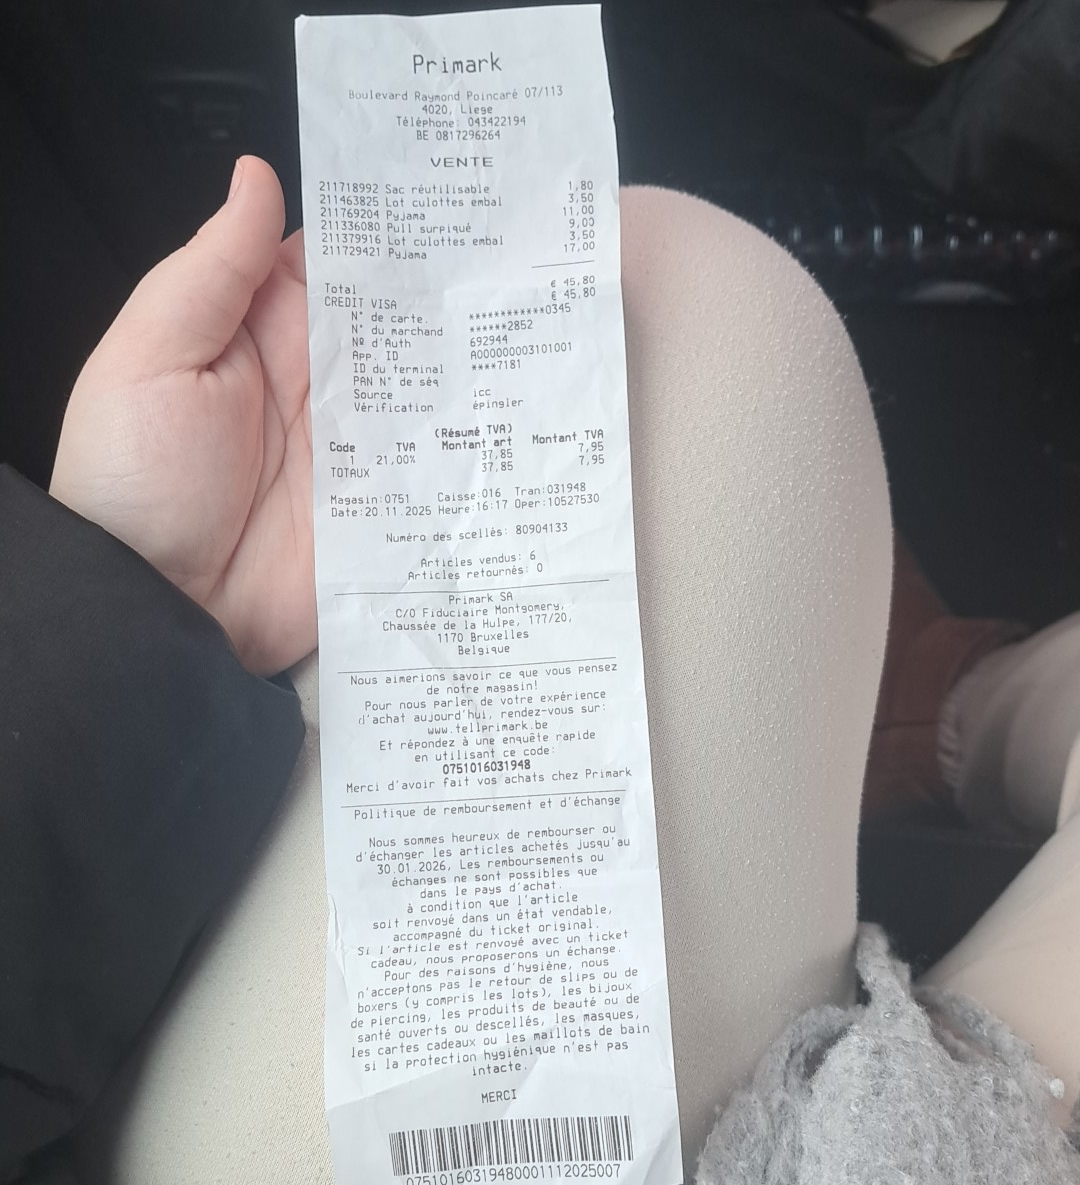 Primark
Boulevard Raymond Poincaré 07/113
4020, Liege
Téléphone: 043422194
BE 0817296264
VENTE
211718992 Sac réutilisable 1,80
211463825 Lot culottes embal 3,50
211769204 Pyjama 11,00
211336080 Pull surpiqué 9,00
211379916 Lot culottes embal 3,50
211729421 Pyjama 17,00
Total € 45,80
CREDIT VISA € 45,80
N° de carte. ************0345
N° du marchand ******2852
Nº d'Auth 692944
App. ID A000000003101001
ID du terminal ****7181
PAN N° de séq
Source icc
Vérification épingler
(Résumé TVA)
Code TVA Montant art Montant TVA
1 21,00% 37,85 7,95
TOTAUX 37,85 7,95
Magasin:0751 Caisse:016 Tran:031948
Date:20.11.2025 Heure:16:17 Oper:10527530
Numéro des scellés: 80904133
Articles vendus: 6
Articles retournés: 0
Primark SA
C/O Fiduciaire Montgomery,
Chaussée de la Hulpe, 177/20,
1170 Bruxelles
Belgique
Nous aimerions savoir ce que vous pensez
de notre magasin!
Pour nous parler de votre expérience
d'achat aujourd'hui, rendez-vous sur:
www.tellprimark.be
Et répondez à une enquête rapide
en utilisant ce code:
0751016031948
Merci d'avoir fait vos achats chez Primark
Politique de remboursement et d'échange
Nous sommes heureux de rembourser ou
d'échanger les articles achetés jusqu'au
30.01.2026, Les remboursements ou
échanges ne sont possibles que
dans le pays d'achat.
à condition que l'article
soit renvoyé dans un état vendable,
accompagné du ticket original.
Si l'article est renvoyé avec un ticket
cadeau, nous proposerons un échange.
Pour des raisons d'hygiène, nous
n'acceptons pas le retour de slips ou de
boxers (y compris les lots), les bijoux
de piercing, les produits de beauté ou de
santé ouverts ou descellés, les masques,
les cartes cadeaux ou les maillots de bain
si la protection hygiénique n'est pas
intacte.
MERCI
07510160319480001112025007